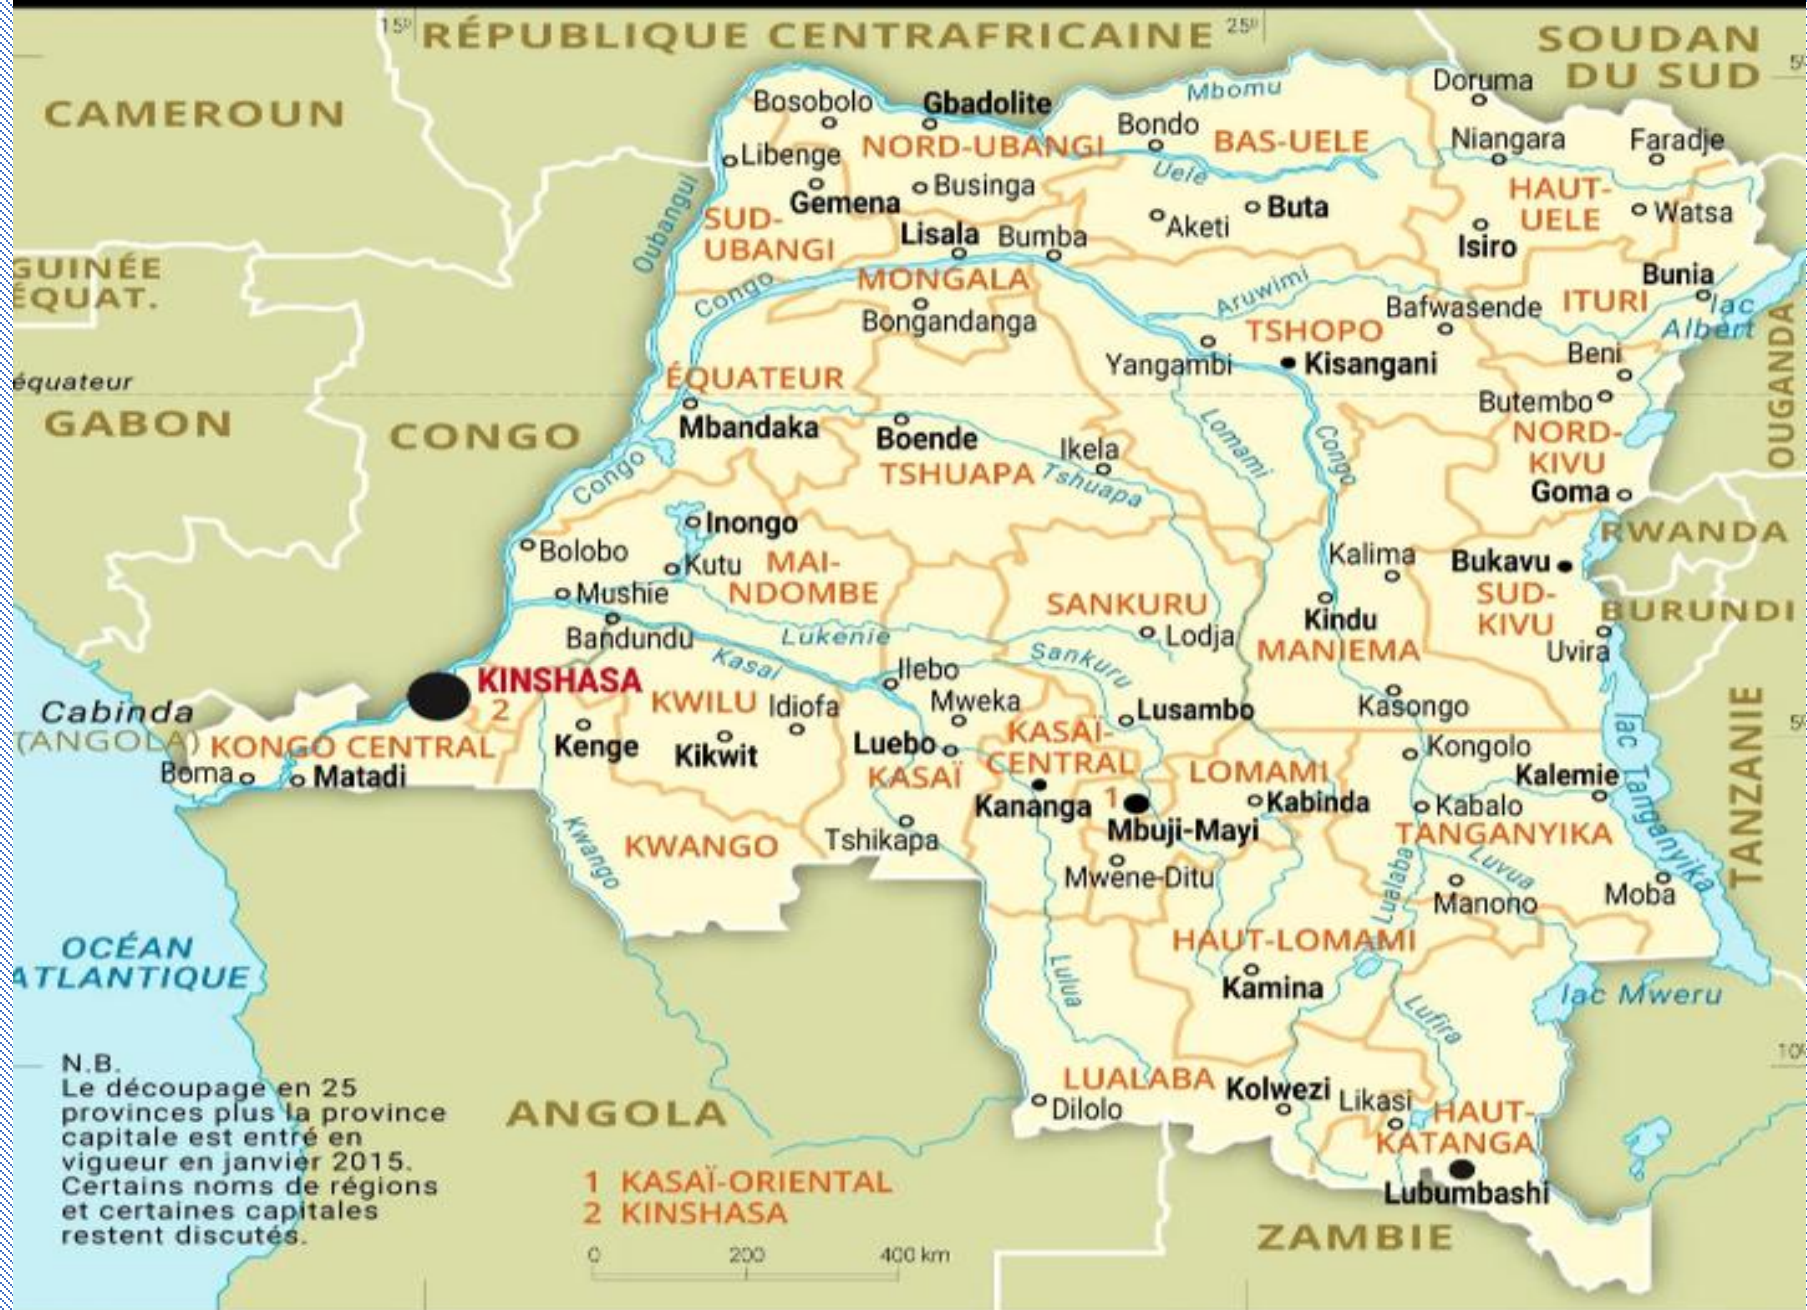 15º
RÉPUBLIQUE CENTRAFRICAINE
25º
SOUDAN
DU SUD
5º
CAMEROUN
Bosobolo
Gbadolite
Mbomu
Doruma
Bondo
NORD-UBANGI
BAS-UELE
Niangara
Faradje
Libenge
Uele
Businga
Gemena
HAUT-
UELE
Watsa
Oubangui
SUD-
UBANGI
Aketi
Buta
Isiro
Lisala
Bumba
GUINÉE
ÉQUAT.
Congo
MONGALA
Bongandanga
Aruwimi
Bafwasende
ITURI
Bunia
lac
Albert
TSHOPO
Yangambi
Kisangani
Beni
OUGANDA
équateur
ÉQUATEUR
GABON
CONGO
Mbandaka
Boende
Ikela
TSHUAPA
Tshuapa
Lomami
Congo
Butembo
NORD-
KIVU
Goma
Congo
Inongo
RWANDA
Bolobo
Kutu
MAI-
NDOMBE
Mushie
Kalima
Bukavu
SUD-
KIVU
BURUNDI
SANKURU
Kindu
MANIEMA
Bandundu
Lukenie
Lodja
Uvira
Kasaï
Sankuru
Ilebo
KINSHASA
2
KWILU
Idiofa
Mweka
Lusambo
Kasongo
Cabinda
(ANGOLA)
KONGO CENTRAL
Kenge
Kikwit
Luebo
KASAÏ
KASAÏ-
CENTRAL
LOMAMI
Kongolo
lac Tanganyika
TANZANIE
5º
Boma
Matadi
Kananga
1
Mbuji-Mayi
Kabinda
Kalemie
Kabalo
TANGANYIKA
Kwango
KWANGO
Tshikapa
Mwene-Ditu
Lualaba
Luvua
Manono
Moba
OCÉAN
ATLANTIQUE
HAUT-LOMAMI
Lulua
Kamina
Lufira
lac Mweru
10º
LUALABA
Kolwezi
Likasi
HAUT-
KATANGA
Dilolo
Lubumbashi
ANGOLA
ZAMBIE
N.B.
Le découpage en 25
provinces plus la province
capitale est entré en
vigueur en janvier 2015.
Certains noms de régions
et certaines capitales
restent discutés.
1 KASAÏ-ORIENTAL
2 KINSHASA
0 200 400 km